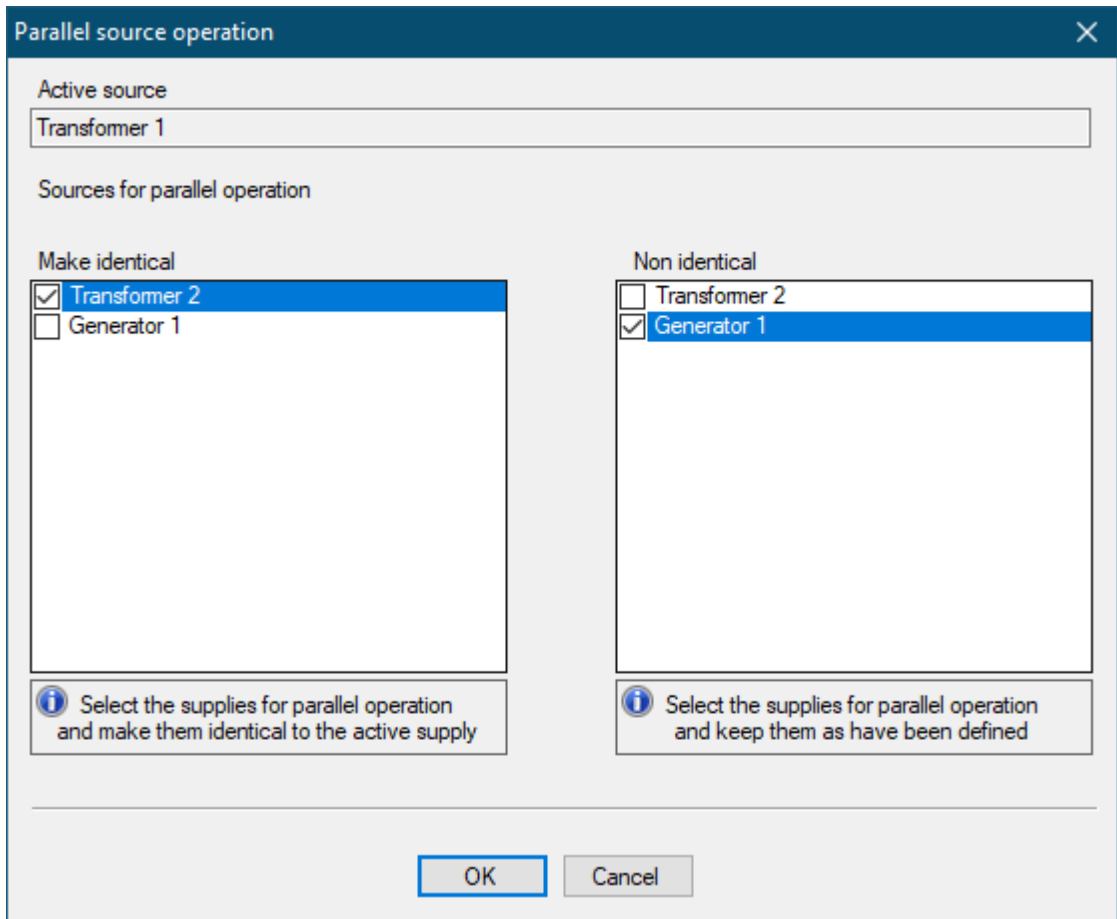 Parallel source operation
Active source
Transformer 1
Sources for parallel operation
Make identical
Transformer 2
Generator 1
Select the supplies for parallel operation
and make them identical to the active supply
Non identical
Transformer 2
Generator 1
Select the supplies for parallel operation
and keep them as have been defined
OK
Cancel